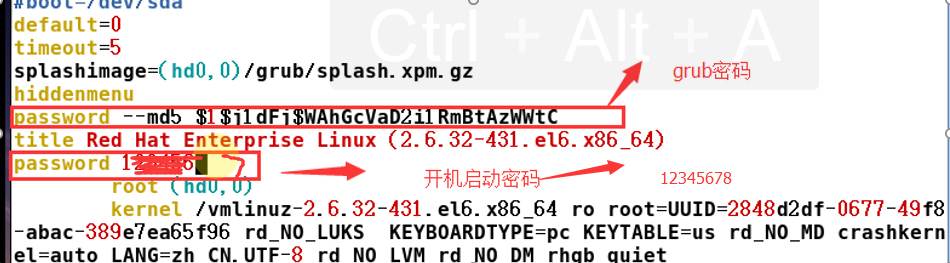 #boot=/dev/sda
default=0
timeout=5
Ctrl + Alt + A
splashimage=(hd0,0)/grub/splash.xpm.gz
grub密码
hiddenmenu
password --md5 $1$j1dFj$WAhGcVaD2i1RmBtAzWWtC
title Red Hat Enterprise Linux (2.6.32-431.el6.x86_64)
password
开机启动密码
12345678
root (hd0,0)
kernel /vmlinuz-2.6.32-431.el6.x86_64 ro root=UUID=2848d2df-0677-49f8
-abac-389e7ea65f96 rd_NO_LUKS  KEYBOARDTYPE=pc KEYTABLE=us rd_NO_MD crashkern
el=auto LANG=zh_CN.UTF-8 rd_NO_LVM rd_NO_DM rhgb quiet